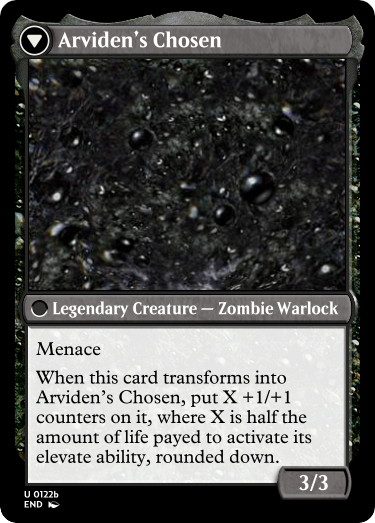 Arviden's Chosen
Legendary Creature — Zombie Warlock
Menace
When this card transforms into
Arviden's Chosen, put X +1/+1
counters on it, where X is half the
amount of life payed to activate its
elevate ability, rounded down.
3/3
U 0122b
END